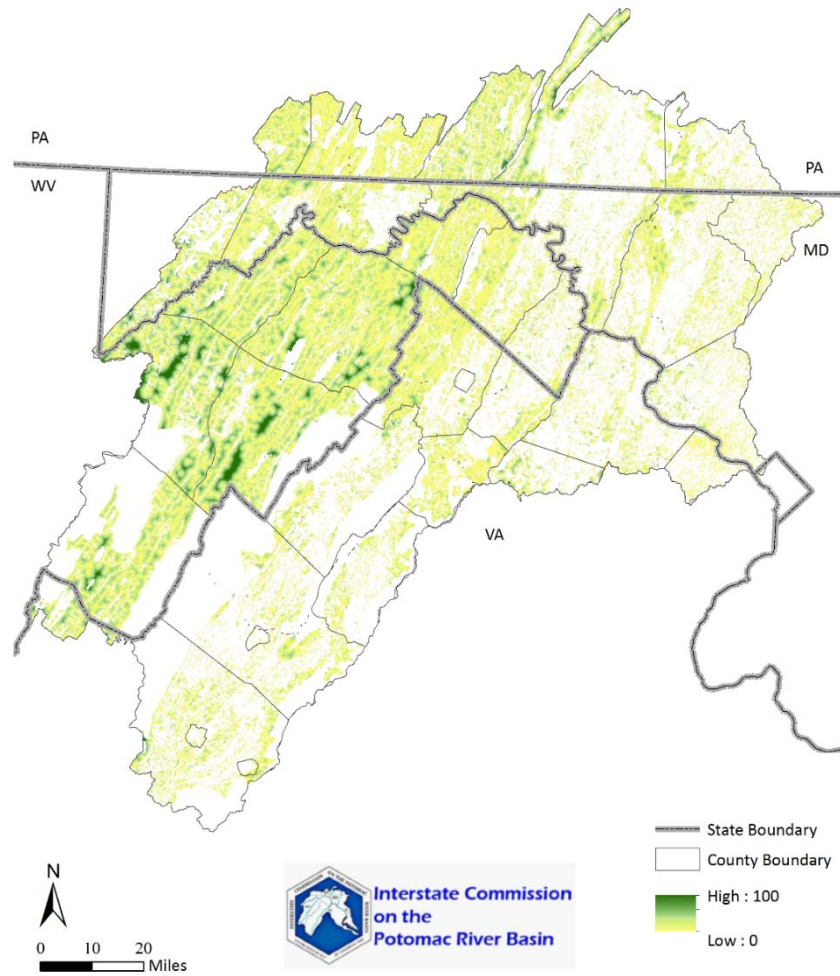 PA
WV
PA
MD
VA
N
0 10 20
Miles
Interstate Commission
on the
Potomac River Basin
State Boundary
County Boundary
High : 100
Low : 0